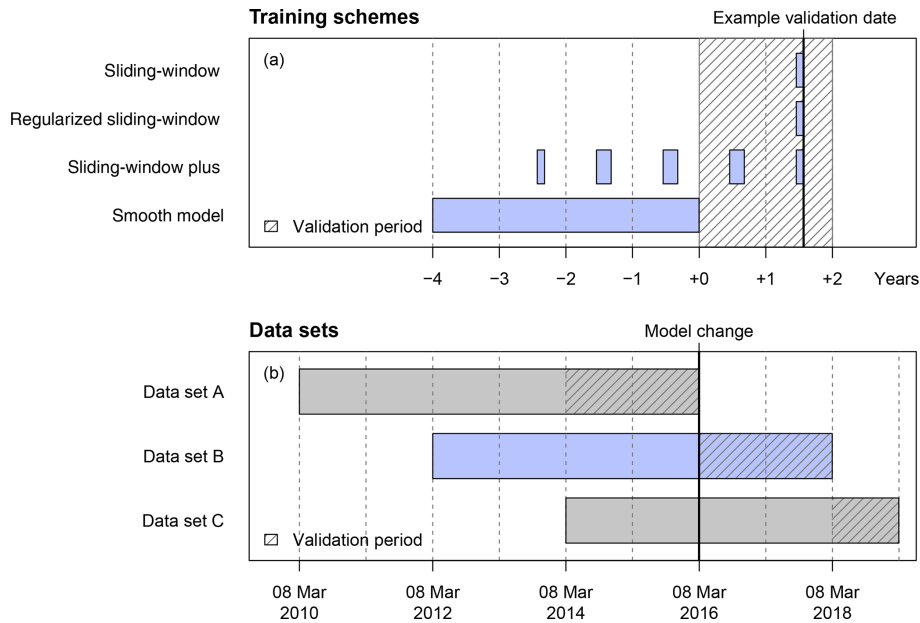 Training schemes
Example validation date
(a)
Sliding-window
Regularized sliding-window
Sliding-window plus
Smooth model
Validation period
−4 −3 −2 −1 +0 +1 +2 Years
Data sets
Model change
(b)
Data set A
Data set B
Data set C
Validation period
08 Mar 08 Mar 08 Mar 08 Mar 08 Mar
2010 2012 2014 2016 2018